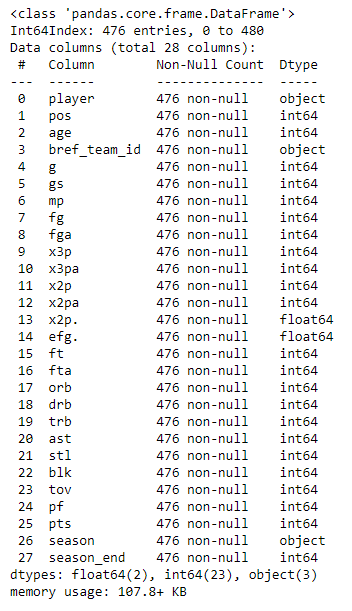 <class 'pandas.core.frame.DataFrame'>
Int64Index: 476 entries, 0 to 480
Data columns (total 28 columns):
 #   Column        Non-Null Count  Dtype
---  ------        --------------  -----
 0   player        476 non-null    object
 1   pos           476 non-null    int64
 2   age           476 non-null    int64
 3   bref_team_id  476 non-null    object
 4   g             476 non-null    int64
 5   gs            476 non-null    int64
 6   mp            476 non-null    int64
 7   fg            476 non-null    int64
 8   fga           476 non-null    int64
 9   x3p           476 non-null    int64
 10  x3pa          476 non-null    int64
 11  x2p           476 non-null    int64
 12  x2pa          476 non-null    int64
 13  x2p.          476 non-null    float64
 14  efg.          476 non-null    float64
 15  ft            476 non-null    int64
 16  fta           476 non-null    int64
 17  orb           476 non-null    int64
 18  drb           476 non-null    int64
 19  trb           476 non-null    int64
 20  ast           476 non-null    int64
 21  stl           476 non-null    int64
 22  blk           476 non-null    int64
 23  tov           476 non-null    int64
 24  pf            476 non-null    int64
 25  pts           476 non-null    int64
 26  season        476 non-null    object
 27  season_end    476 non-null    int64
dtypes: float64(2), int64(23), object(3)
memory usage: 107.8+ KB